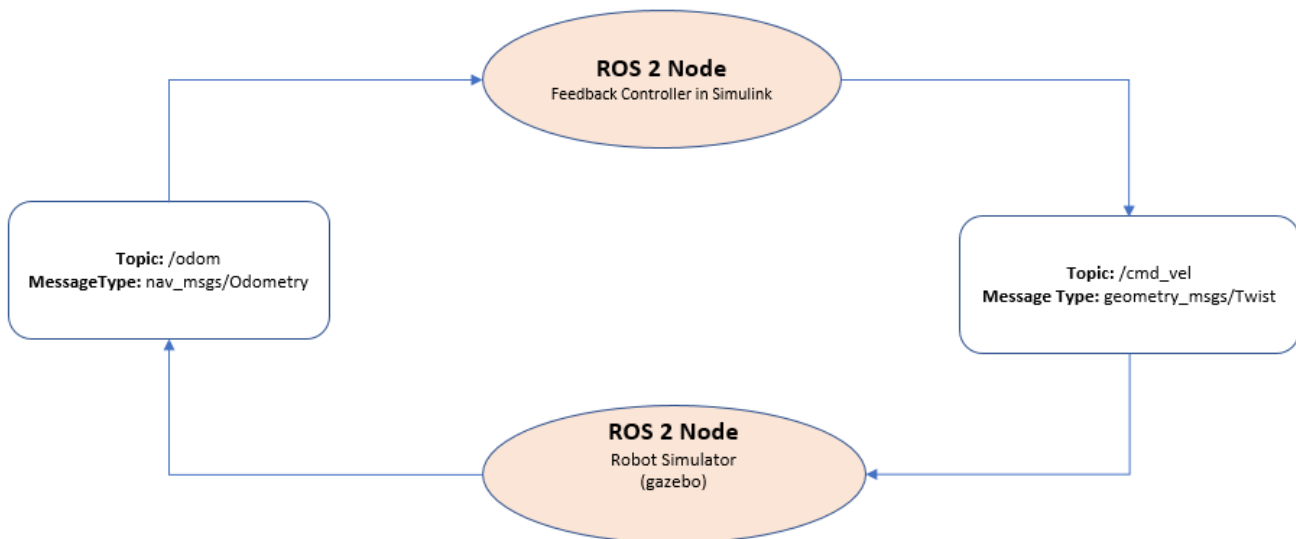 ROS 2 Node
Feedback Controller in Simulink
Topic: /odom
MessageType: nav_msgs/Odometry
Topic: /cmd_vel
Message Type: geometry_msgs/Twist
ROS 2 Node
Robot Simulator
(gazebo)